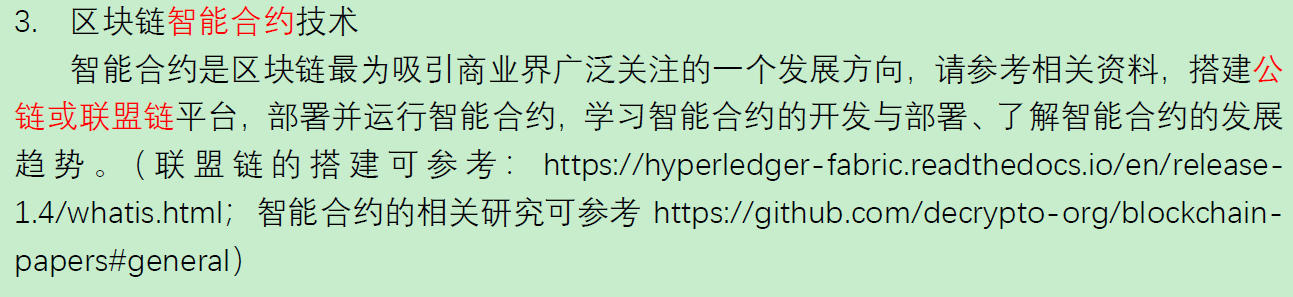 3. 区块链智能合约技术
智能合约是区块链最为吸引商业界广泛关注的一个发展方向，请参考相关资料，搭建公
链或联盟链平台，部署并运行智能合约，学习智能合约的开发与部署、了解智能合约的发展
趋势。（联盟链的搭建可参考：https://hyperledger-fabric.readthedocs.io/en/release-
1.4/whatis.html；智能合约的相关研究可参考 https://github.com/decrypto-org/blockchain-
papers#general）